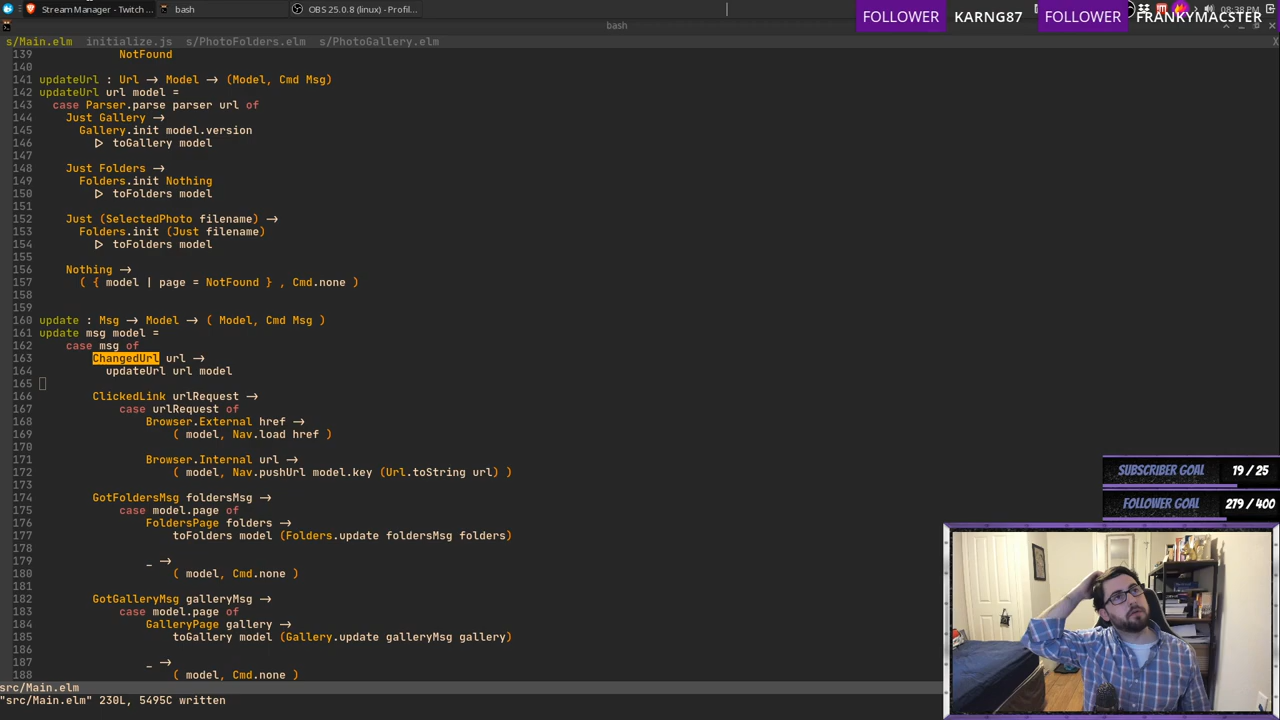 Stream Manager - Twitch ...
bash
OBS 25.0.8 (linux) - Profil...
08:38 PM
bash
FOLLOWER KARNG87 FOLLOWER FRANKYMACSTER
s/Main.elm initialize.js s/PhotoFolders.elm s/PhotoGallery.elm X
139 NotFound
140
141 updateUrl : Url → Model → (Model, Cmd Msg)
142 updateUrl url model =
143 case Parser.parse parser url of
144 Just Gallery →
145 Gallery.init model.version
146 ▷ toGallery model
147
148 Just Folders →
149 Folders.init Nothing
150 ▷ toFolders model
151
152 Just (SelectedPhoto filename) →
153 Folders.init (Just filename)
154 ▷ toFolders model
155
156 Nothing →
157 ( { model | page = NotFound } , Cmd.none )
158
159
160 update : Msg → Model → ( Model, Cmd Msg )
161 update msg model =
162 case msg of
163 ChangedUrl url →
164 updateUrl url model
165
166 ClickedLink urlRequest →
167 case urlRequest of
168 Browser.External href →
169 ( model, Nav.load href )
170
171 Browser.Internal url →
172 ( model, Nav.pushUrl model.key (Url.toString url) )
173
174 GotFoldersMsg foldersMsg →
175 case model.page of
176 FoldersPage folders →
177 toFolders model (Folders.update foldersMsg folders)
178
179 _ →
180 ( model, Cmd.none )
181
182 GotGalleryMsg galleryMsg →
183 case model.page of
184 GalleryPage gallery →
185 toGallery model (Gallery.update galleryMsg gallery)
186
187 _ →
188 ( model, Cmd.none )
src/Main.elm
"src/Main.elm" 230L, 5495C written
SUBSCRIBER GOAL 19 / 25
FOLLOWER GOAL 279 / 400